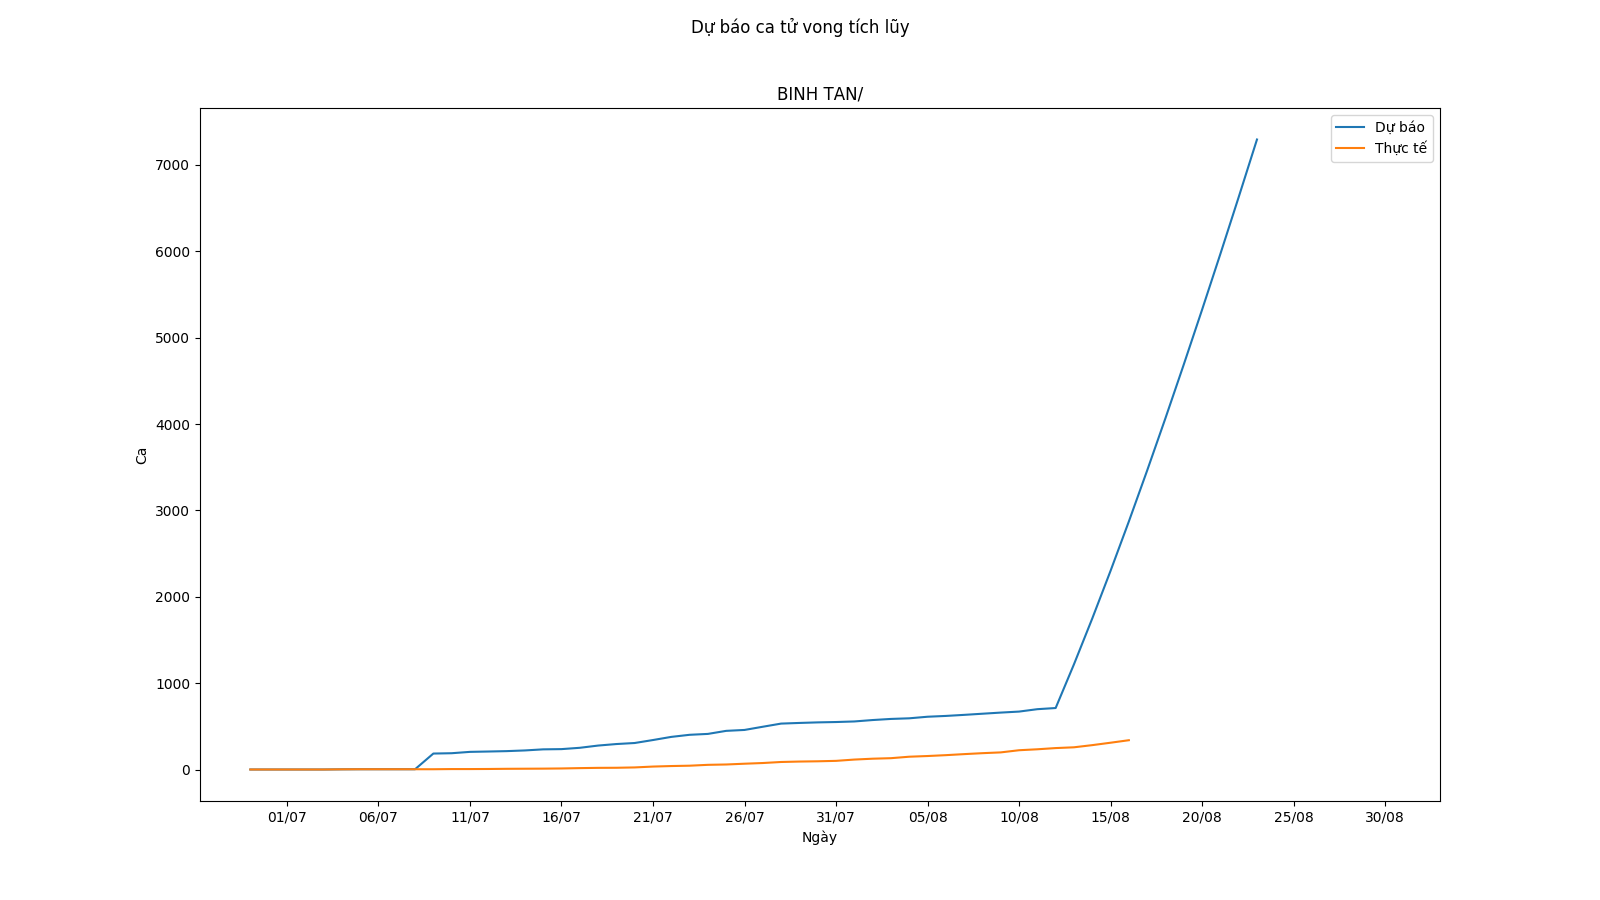 Dự báo ca tử vong tích lũy
BINH TAN/
Dự báo
Thực tế
7000
6000
5000
4000
3000
2000
1000
0
Ca
01/07 06/07 11/07 16/07 21/07 26/07 31/07 05/08 10/08 15/08 20/08 25/08 30/08
Ngày